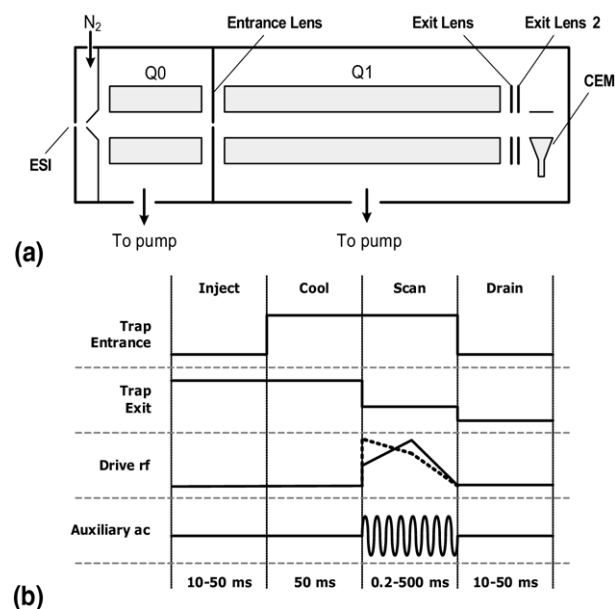 N2
Entrance Lens
Exit Lens
Exit Lens 2
Q0
Q1
CEM
ESI
To pump
To pump
(a)
Inject Cool Scan Drain
Trap
Entrance
Trap
Exit
Drive rf
Auxiliary ac
10-50 ms 50 ms 0.2-500 ms 10-50 ms
(b)